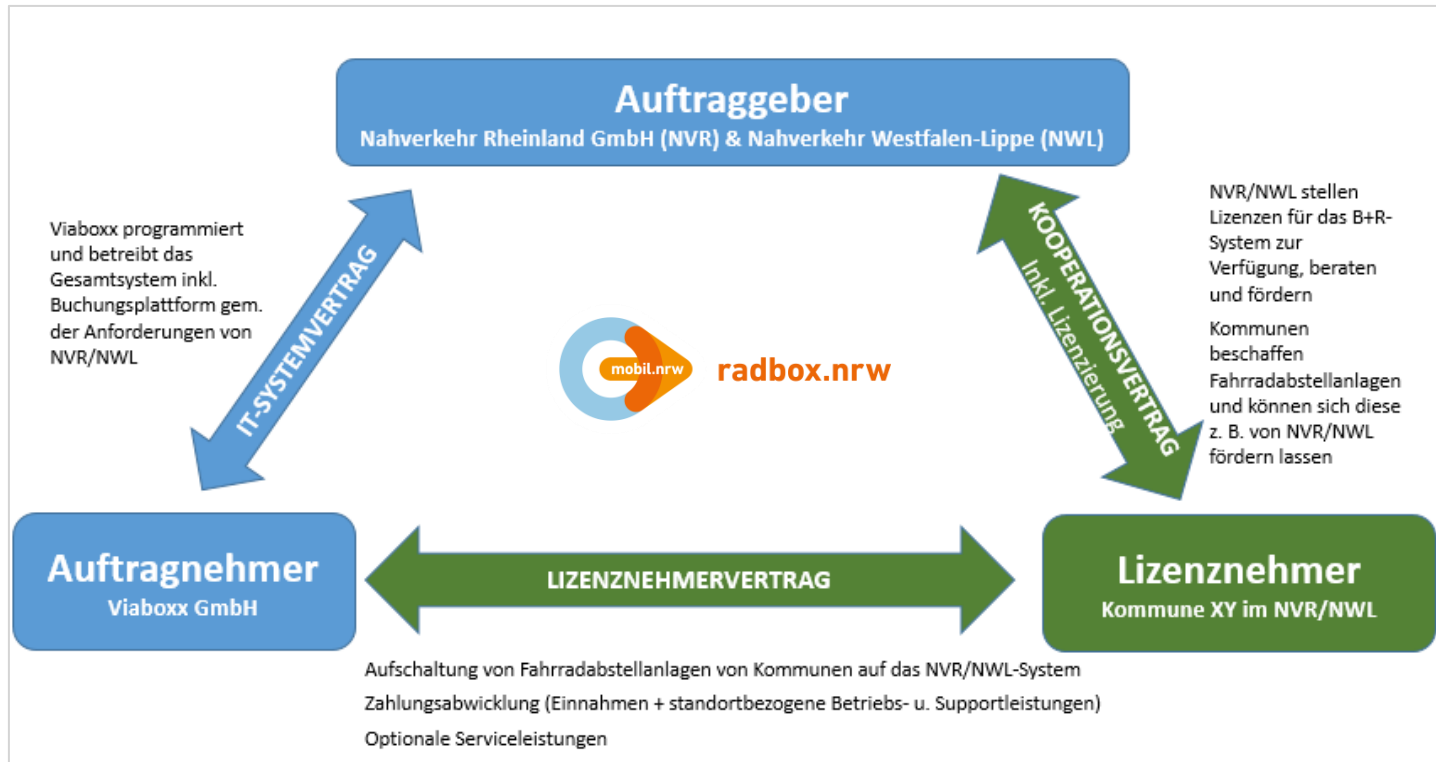 Auftraggeber
Nahverkehr Rheinland GmbH (NVR) & Nahverkehr Westfalen-Lippe (NWL)
Viaboxx programmiert
und betreibt das
Gesamtsystem inkl.
Buchungsplattform gem.
der Anforderungen von
NVR/NWL
IT-SYSTEMVERTRAG
KOOPERATIONSVERTRAG
Inkl. Lizenzierung
NVR/NWL stellen
Lizenzen für das B+R-
System zur
Verfügung, beraten
und fördern
Kommunen
beschaffen
Fahrradabstellanlagen
und können sich diese
z. B. von NVR/NWL
fördern lassen
mobil.nrw
radbox.nrw
Auftragnehmer
Viaboxx GmbH
LIZENZNEHMERVERTRAG
Lizenznehmer
Kommune XY im NVR/NWL
Aufschaltung von Fahrradabstellanlagen von Kommunen auf das NVR/NWL-System
Zahlungsabwicklung (Einnahmen + standortbezogene Betriebs- u. Supportleistungen)
Optionale Serviceleistungen